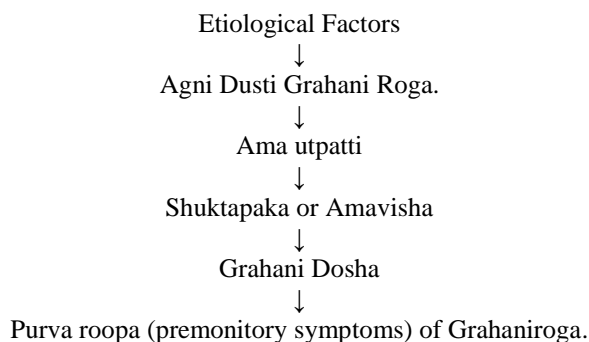 Etiological Factors
↓
Agni Dusti Grahani Roga.
↓
Ama utpatti
↓
Shuktapaka or Amavisha
↓
Grahani Dosha
↓
Purva roopa (premonitory symptoms) of Grahaniroga.